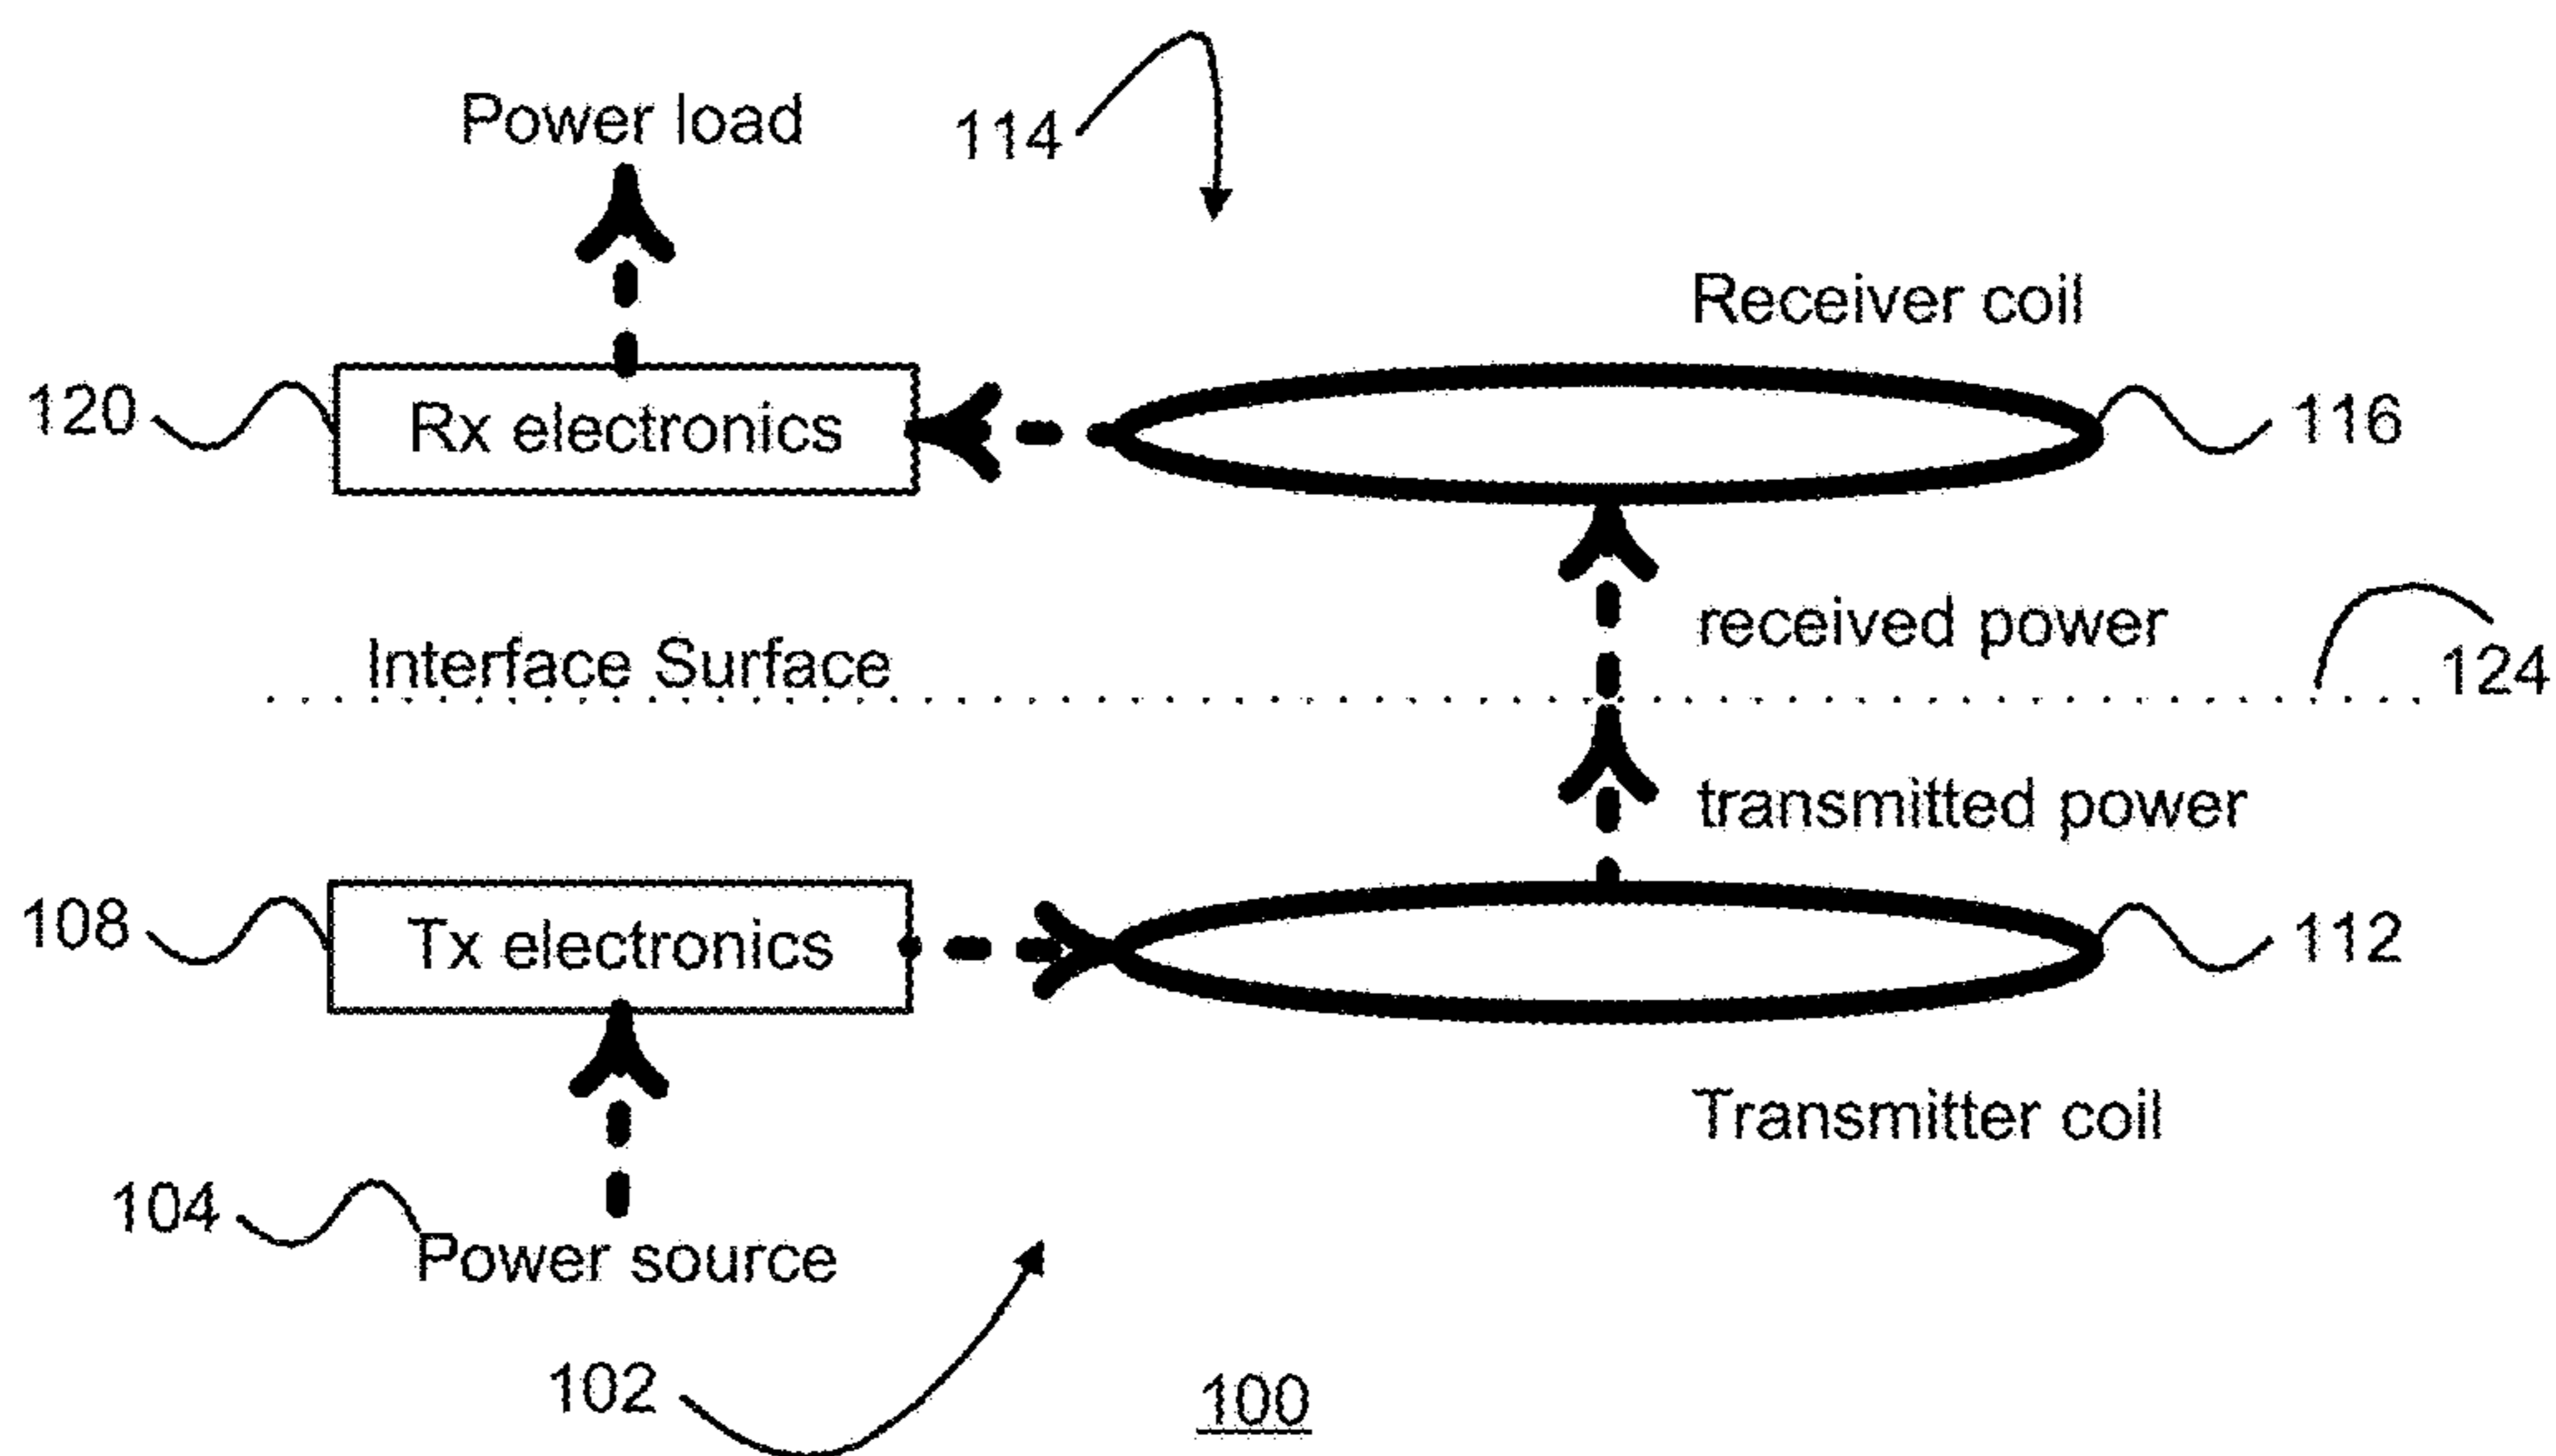 Power load
114
Receiver coil
120
Rx electronics
116
received power
Interface Surface
124
transmitted power
108
Tx electronics
112
Transmitter coil
104
Power source
102
100